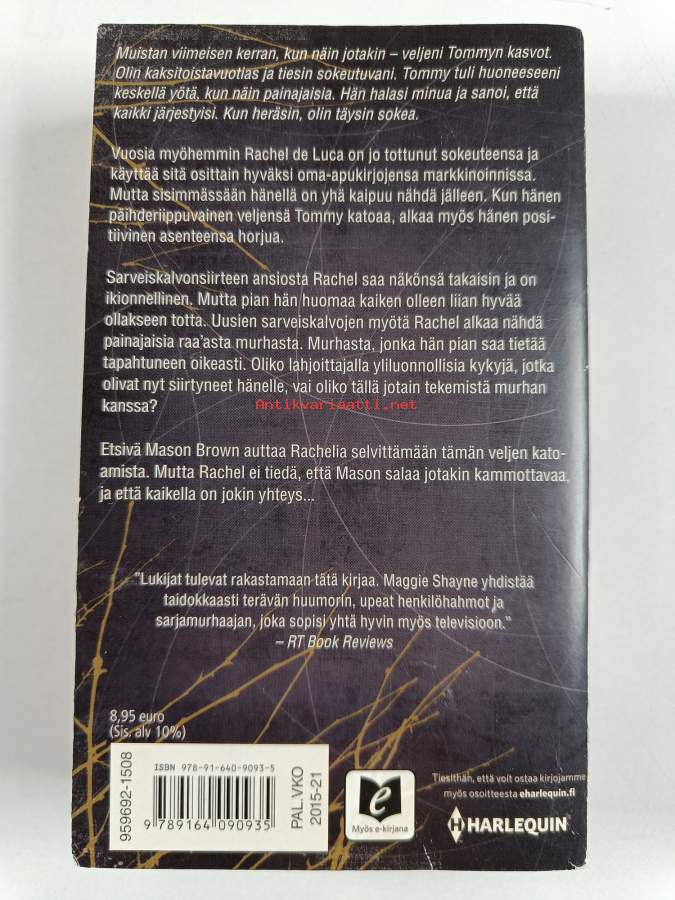 Muistan viimeisen kerran, kun näin jotakin – veljeni Tommyn kasvot.
Olin kaksitoistavuotias ja tiesin sokeutuvani. Tommy tuli huoneeseeni
keskellä yötä, kun näin painajaisia. Hän halasi minua ja sanoi, että
kaikki järjestyisi. Kun heräsin, olin täysin sokea.
Vuosia myöhemmin Rachel de Luca on jo tottunut sokeuteensa ja
käyttää sitä osittain hyväksi oma-apukirjojensa markkinoinnissa.
Mutta sisimmässään hänellä on yhä kaipuu nähdä jälleen. Kun hänen
päihderiippuvainen veljensä Tommy katoaa, alkaa myös hänen posi-
tiivinen asenteensa horjua.
Sarveiskalvonsiirteen ansiosta Rachel saa näkönsä takaisin ja on
ikionnellinen. Mutta pian hän huomaa kaiken olleen liian hyvää
ollakseen totta. Uusien sarveiskalvojen myötä Rachel alkaa nähdä
painajaisia raa'asta murhasta. Murhasta, jonka hän pian saa tietää
tapahtuneen oikeasti. Oliko lahjoittajalla yliluonnollisia kykyjä, jotka
olivat nyt siirtyneet hänelle, vai oliko tällä jotain tekemistä murhan
kanssa?
Antikvariaatti.net
Etsivä Mason Brown auttaa Rachelia selvittämään tämän veljen kato-
amista. Mutta Rachel ei tiedä, että Mason salaa jotakin kammottavaa,
ja että kaikella on jokin yhteys...
"Lukijat tulevat rakastamaan tätä kirjaa. Maggie Shayne yhdistää
taidokkaasti terävän huumorin, upeat henkilöhahmot ja
sarjamurhaajan, joka sopisi yhtä hyvin myös televisioon."
– RT Book Reviews
8,95 euro
(Sis. alv 10%)
959692-1508
ISBN 978-91-640-9093-5
9 789164 090935
PAL.VKO
2015-21
e
Myös e-kirjana
Tiesithän, että voit ostaa kirjojamme
myös osoitteesta eharlequin.fi
HARLEQUIN